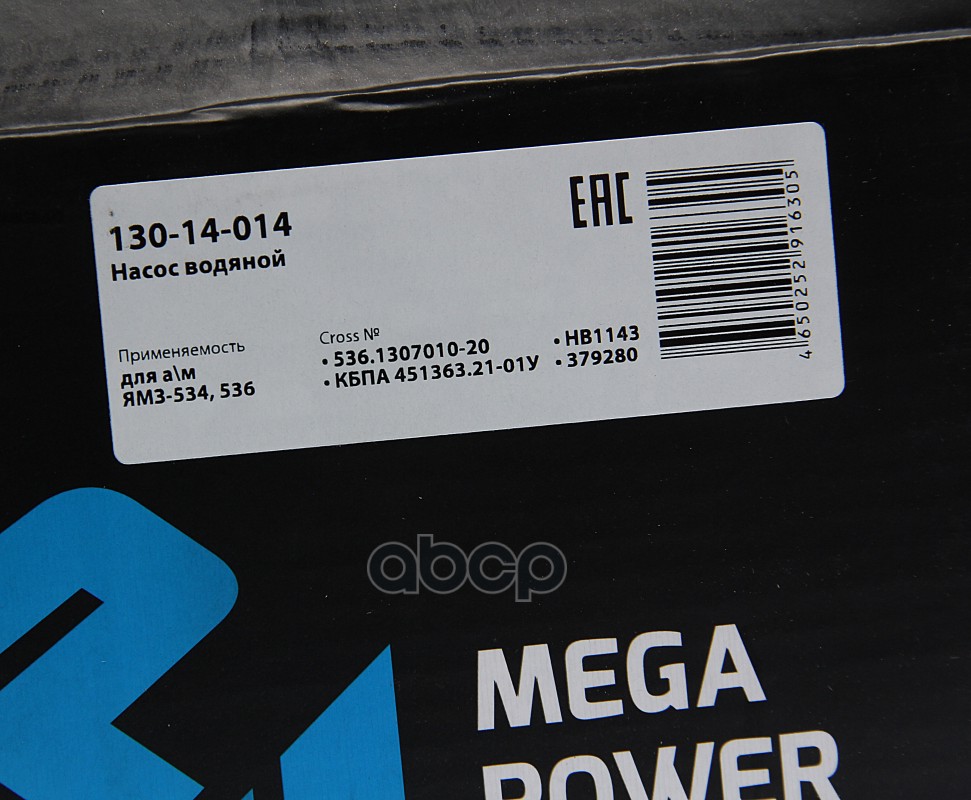 130-14-014
Насос водяной
EAC
4650252916305
Применяемость
для а\м
ЯМЗ-534, 536
Cross №
• 536.1307010-20
• КБПА 451363.21-01У
• НВ1143
• 379280
abcp
MEGA
POWER